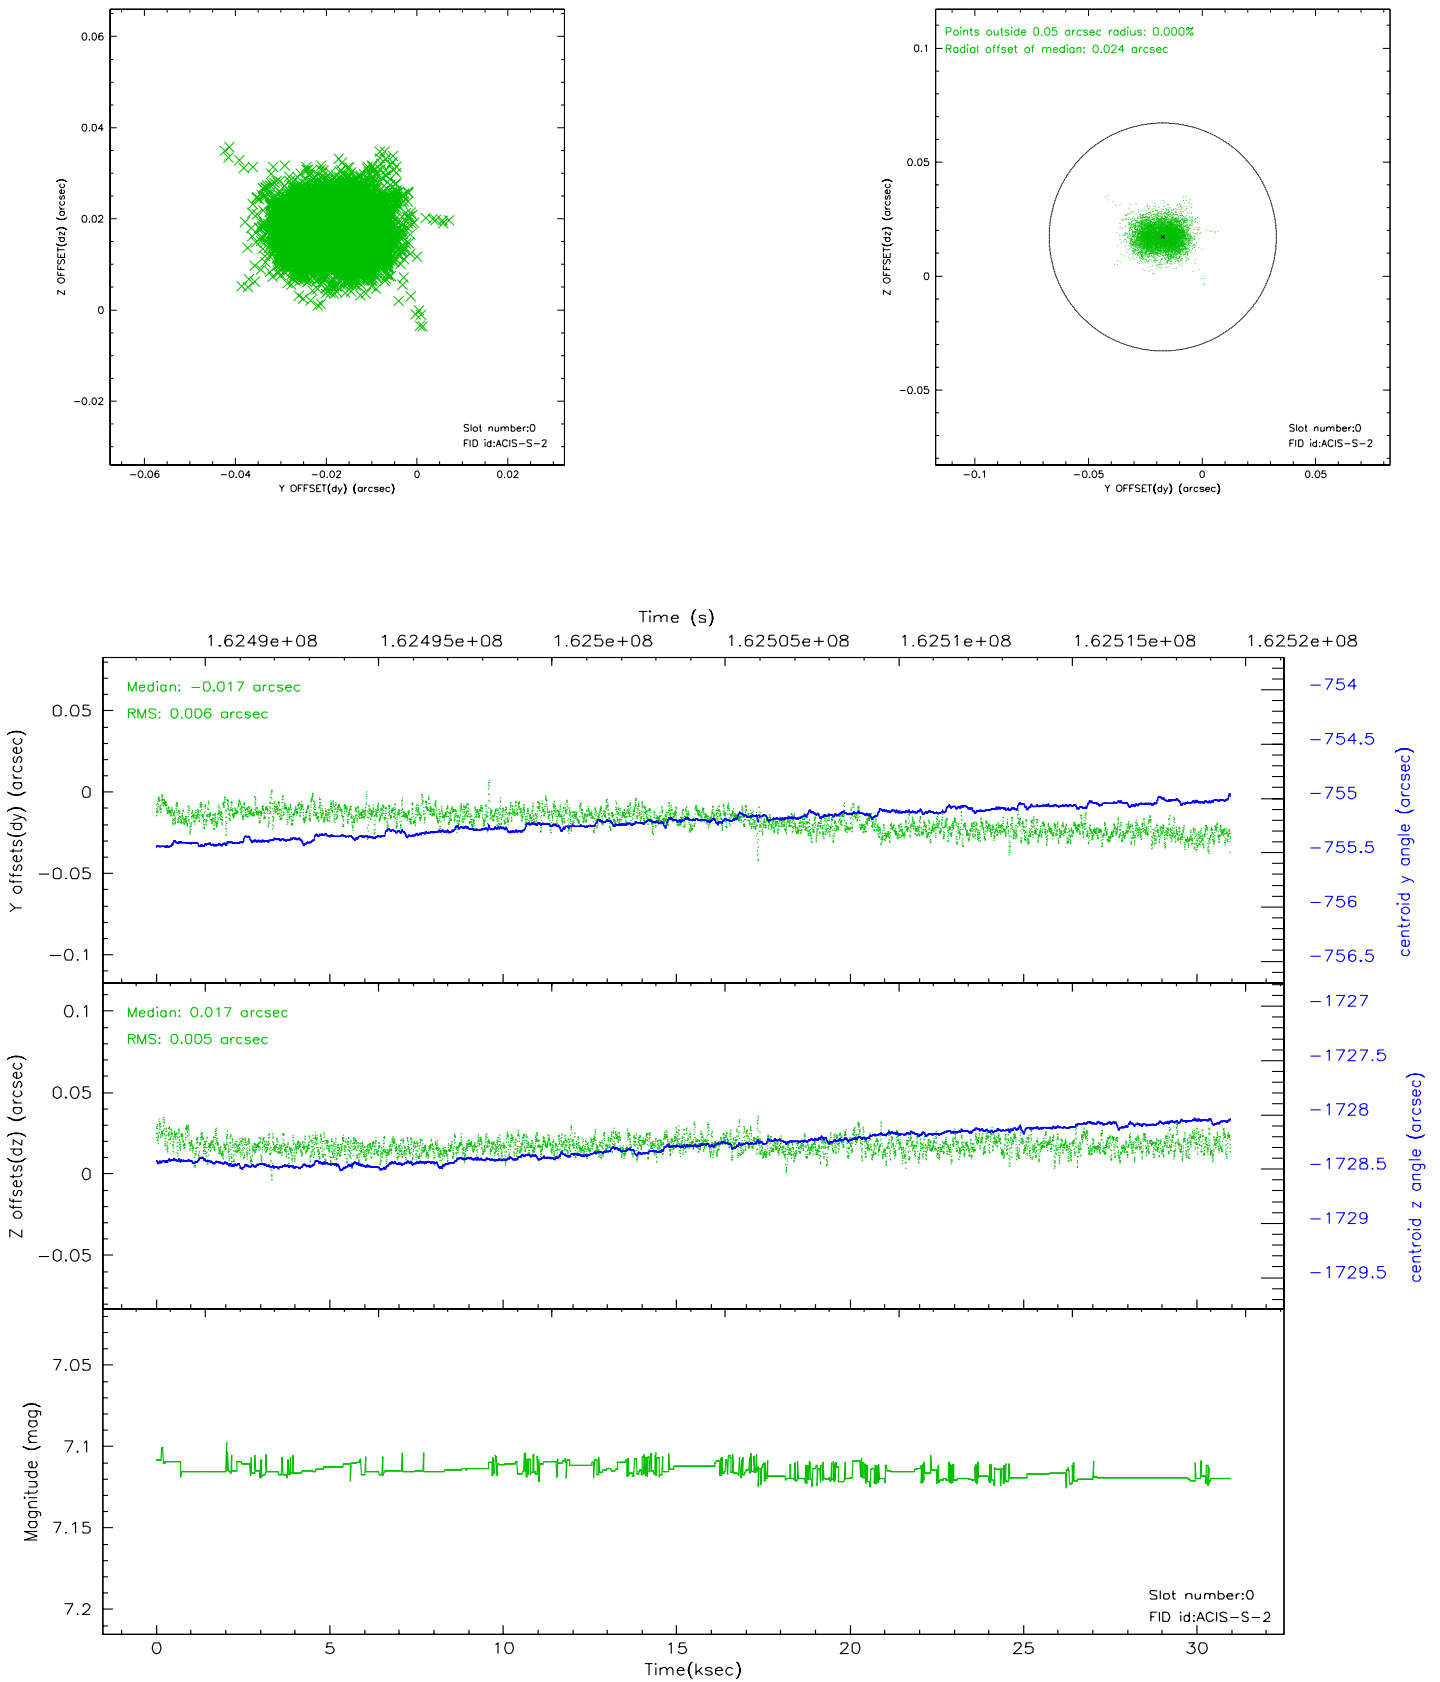 0.06
0.04
0.02
0
−0.02
Z OFFSET(dz) (arcsec)
Slot number:0
FID id:ACIS−S−2
−0.06 −0.04 −0.02 0 0.02
Y OFFSET(dy) (arcsec)
Points outside 0.05 arcsec radius: 0.000%
Radial offset of median: 0.024 arcsec
0.1
0.05
0
−0.05
Z OFFSET(dz) (arcsec)
Slot number:0
FID id:ACIS−S−2
−0.1 −0.05 0 0.05
Y OFFSET(dy) (arcsec)
Time (s)
1.6249e+08 1.62495e+08 1.625e+08 1.62505e+08 1.6251e+08 1.62515e+08 1.6252e+08
Median: −0.017 arcsec
RMS: 0.006 arcsec
0.05
0
−0.05
−0.1
Y offsets(dy) (arcsec)
−754
−754.5
−755
−755.5
−756
−756.5
centroid y angle (arcsec)
Median: 0.017 arcsec
RMS: 0.005 arcsec
0.1
0.05
0
−0.05
Z offsets(dz) (arcsec)
−1727
−1727.5
−1728
−1728.5
−1729
−1729.5
centroid z angle (arcsec)
7.05
7.1
7.15
7.2
Magnitude (mag)
Slot number:0
FID id:ACIS−S−2
0 5 10 15 20 25 30
Time(ksec)